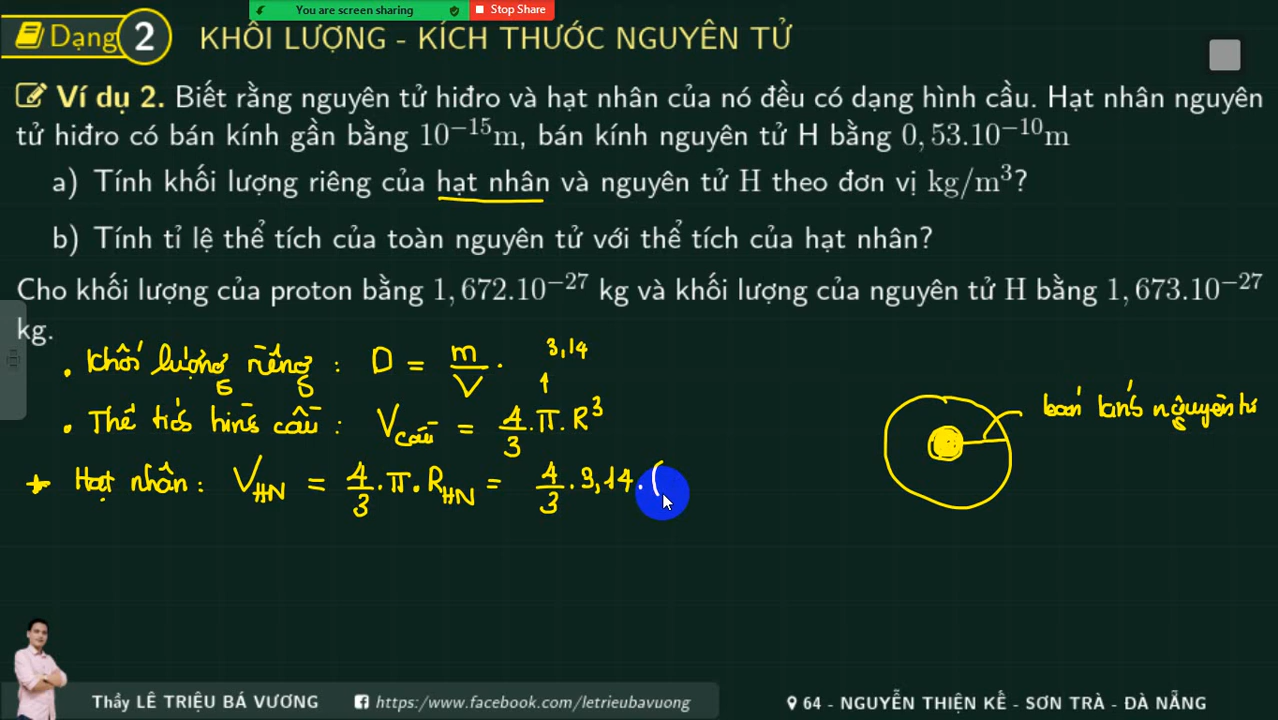 You are screen sharing Stop Share
Dạng 2 KHỐI LƯỢNG - KÍCH THƯỚC NGUYÊN TỬ
Ví dụ 2. Biết rằng nguyên tử hiđro và hạt nhân của nó đều có dạng hình cầu. Hạt nhân nguyên
tử hiđro có bán kính gần bằng 10⁻¹⁵m, bán kính nguyên tử H bằng 0,53.10⁻¹⁰m
a) Tính khối lượng riêng của hạt nhân và nguyên tử H theo đơn vị kg/m³?
b) Tính tỉ lệ thể tích của toàn nguyên tử với thể tích của hạt nhân?
Cho khối lượng của proton bằng 1,672.10⁻²⁷ kg và khối lượng của nguyên tử H bằng 1,673.10⁻²⁷
kg.
3,14
• Khối lượng riêng : D = m/V.
• Thể tích hình cầu : V cầu = 4/3.π.R³
bán kính nguyên tử
* Hạt nhân : V_HN = 4/3.π.R_HN = 4/3.3,14.(
Thầy LÊ TRIỆU BÁ VƯƠNG https://www.facebook.com/letrieubavuong 64 - NGUYỄN THIỆN KẾ - SƠN TRÀ - ĐÀ NẴNG